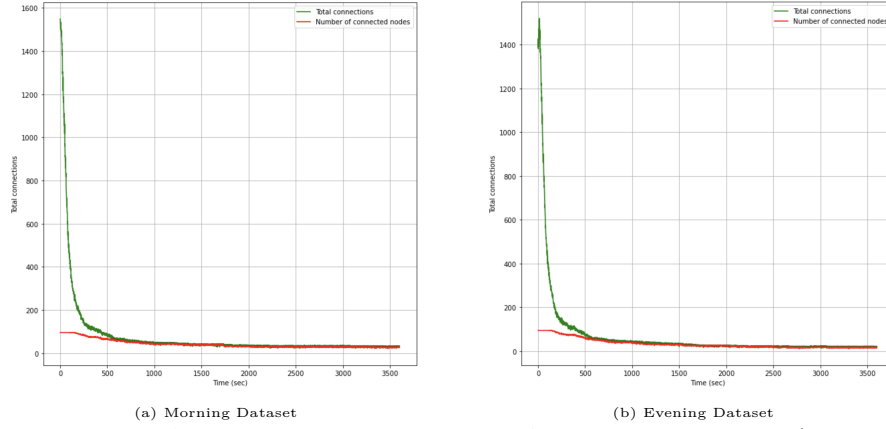 Total connections
Number of connected nodes
1600
1400
1200
1000
800
600
400
200
0
Total connections
0 500 1000 1500 2000 2500 3000 3500
Time (sec)
(a) Morning Dataset
Total connections
Number of connected nodes
1400
1200
1000
800
600
400
200
0
Total connections
0 500 1000 1500 2000 2500 3000 3500
Time (sec)
(b) Evening Dataset